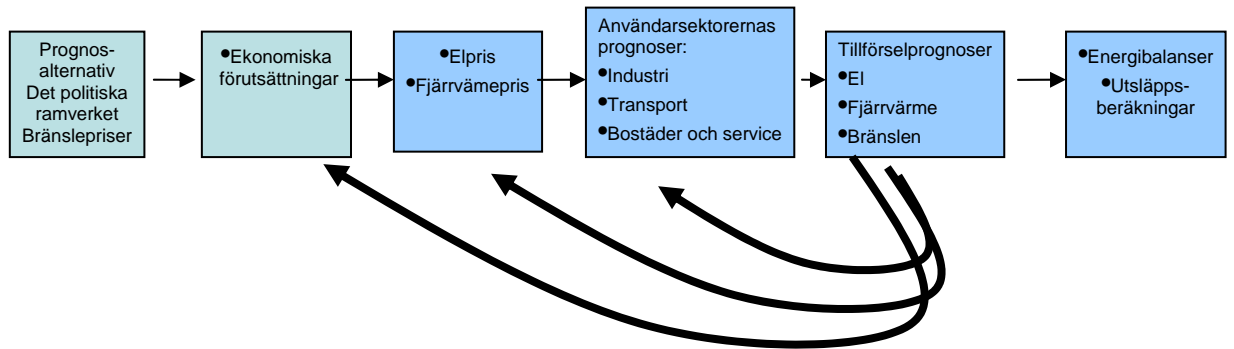 Prognos-
alternativ
Det politiska
ramverket
Bränslepriser
•Ekonomiska
förutsättningar
•Elpris
•Fjärrvämepris
Användarsektorernas
prognoser:
•Industri
•Transport
•Bostäder och service
Tillförselprognoser
•El
•Fjärrvärme
•Bränslen
•Energibalanser
•Utsläpps-
beräkningar